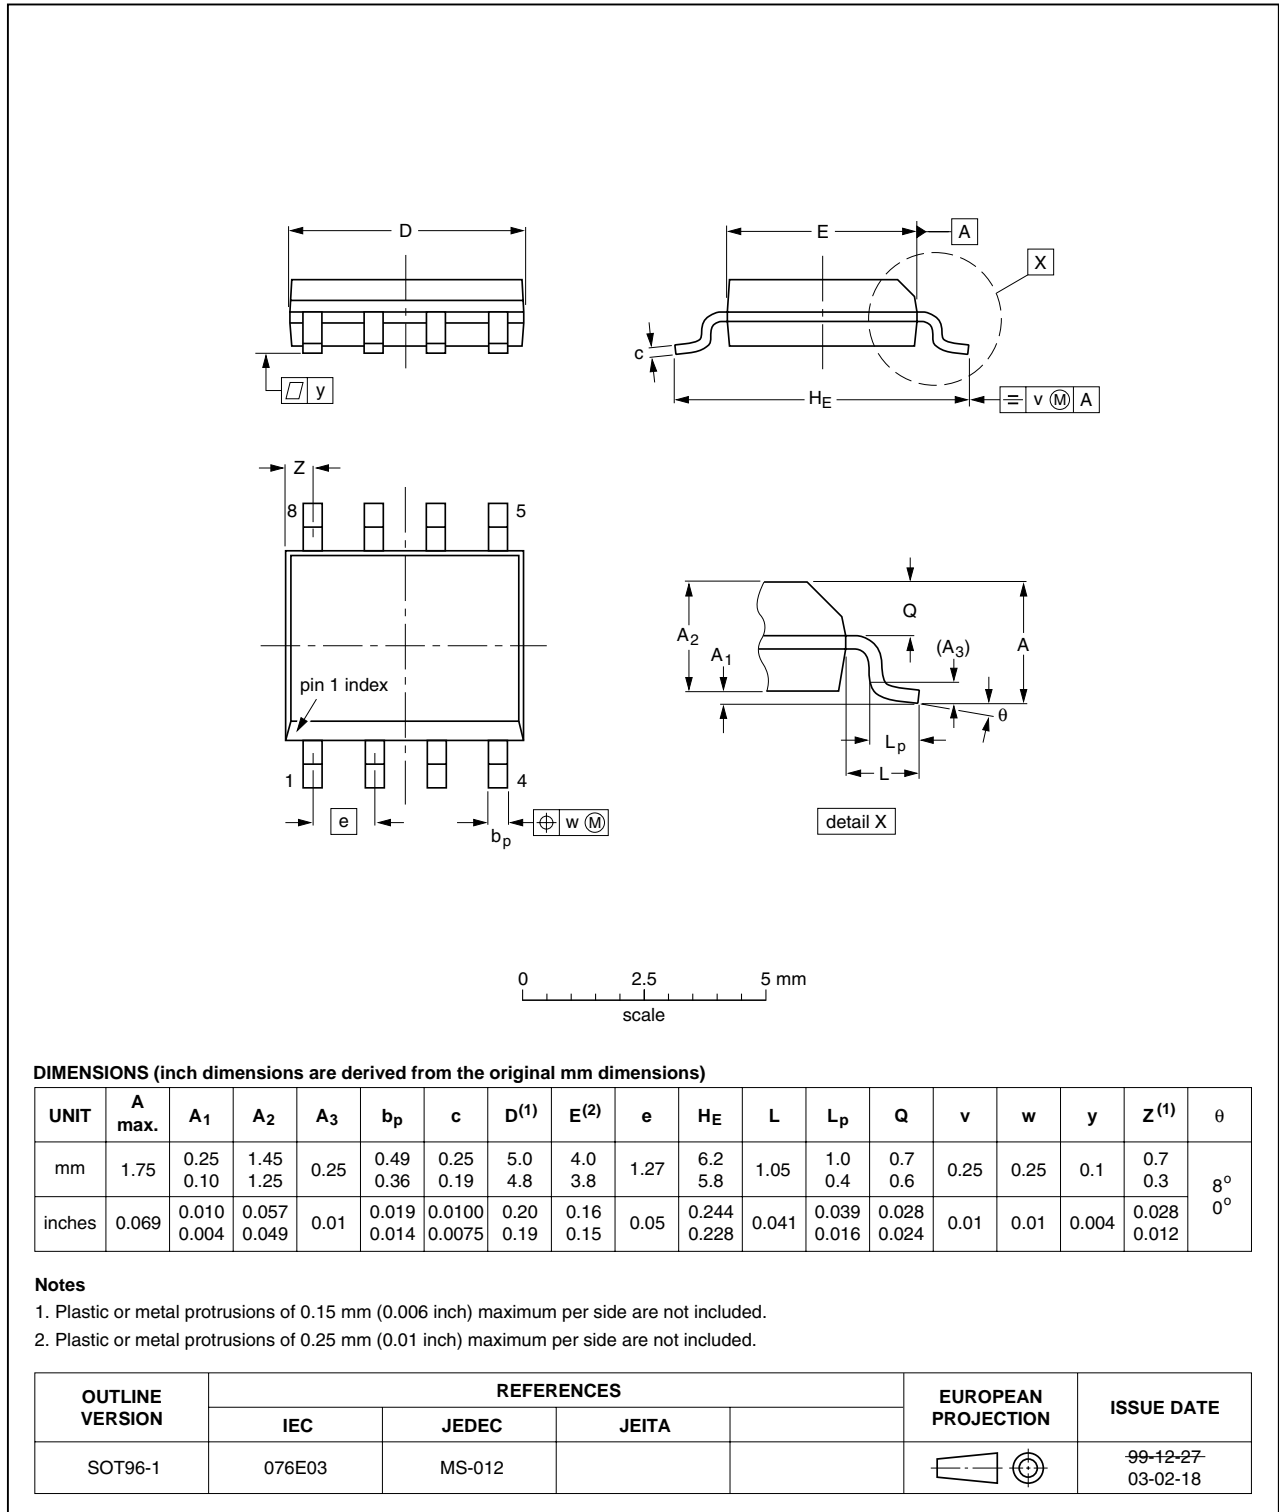 D
E
A
X
c
y
HE
v M A
Z
8
5
pin 1 index
1
4
e
bp
w M
A2
A1
Q
(A3)
A
θ
Lp
L
detail X
0 2.5 5 mm
scale
DIMENSIONS (inch dimensions are derived from the original mm dimensions)
UNIT A max. A1 A2 A3 bp c D(1) E(2) e HE L Lp Q v w y Z(1) θ
mm 1.75 0.25 0.10 1.45 1.25 0.25 0.49 0.36 0.25 0.19 5.0 4.8 4.0 3.8 1.27 6.2 5.8 1.05 1.0 0.4 0.7 0.6 0.25 0.25 0.1 0.7 0.3 8° 0°
inches 0.069 0.010 0.004 0.057 0.049 0.01 0.019 0.014 0.0100 0.0075 0.20 0.19 0.16 0.15 0.05 0.244 0.228 0.041 0.039 0.016 0.028 0.024 0.01 0.01 0.004 0.028 0.012
Notes
1. Plastic or metal protrusions of 0.15 mm (0.006 inch) maximum per side are not included.
2. Plastic or metal protrusions of 0.25 mm (0.01 inch) maximum per side are not included.
OUTLINE VERSION REFERENCES EUROPEAN PROJECTION ISSUE DATE
IEC JEDEC JEITA
SOT96-1 076E03 MS-012 99-12-27
03-02-18